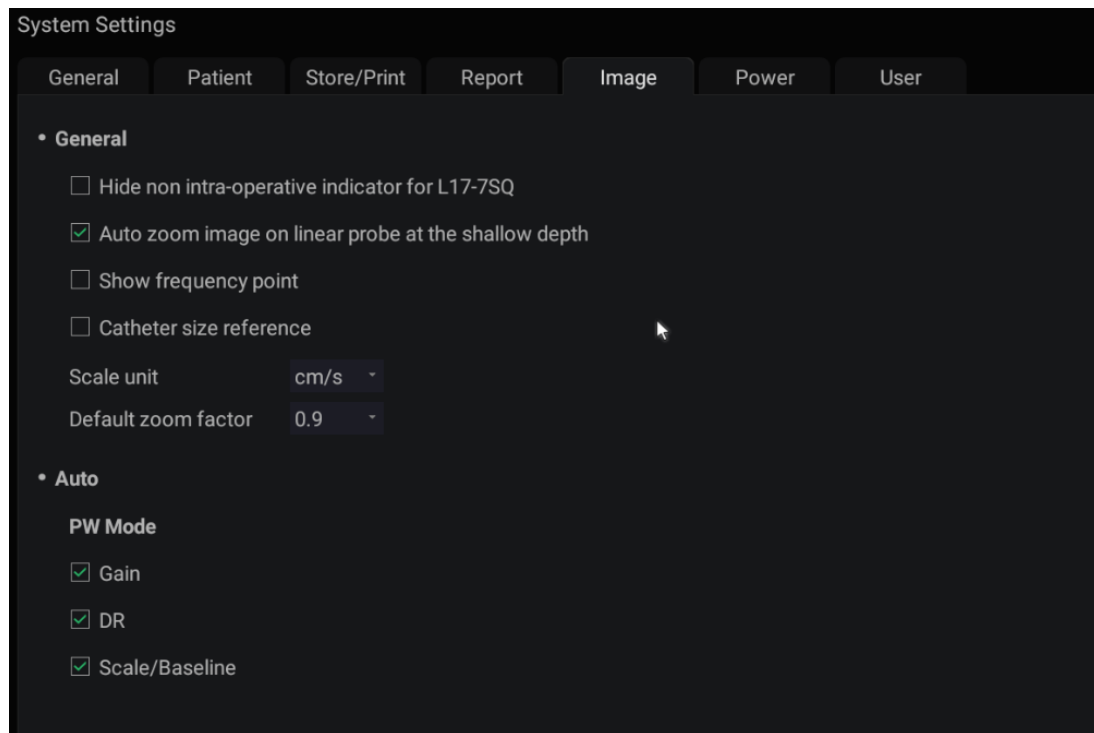 System Settings
General Patient Store/Print Report Image Power User
• General
Hide non intra-operative indicator for L17-7SQ
Auto zoom image on linear probe at the shallow depth
Show frequency point
Catheter size reference
Scale unit cm/s
Default zoom factor 0.9
• Auto
PW Mode
Gain
DR
Scale/Baseline